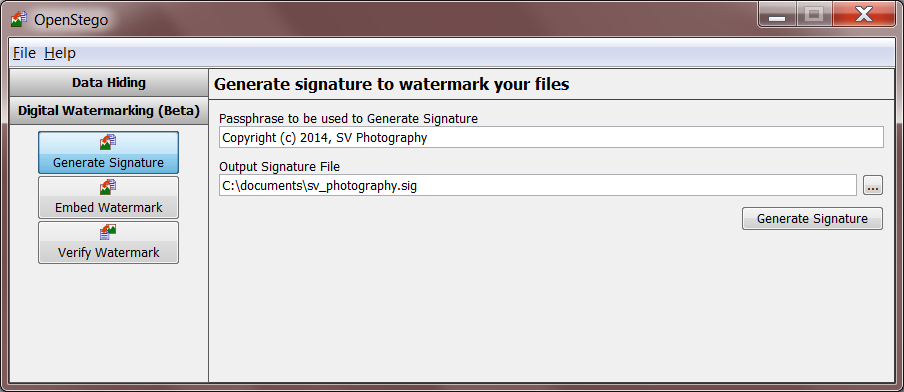 OpenStego
File Help
Data Hiding
Digital Watermarking (Beta)
Generate Signature
Embed Watermark
Verify Watermark
Generate signature to watermark your files
Passphrase to be used to Generate Signature
Copyright (c) 2014, SV Photography
Output Signature File
C:\documents\sv_photography.sig
...
Generate Signature